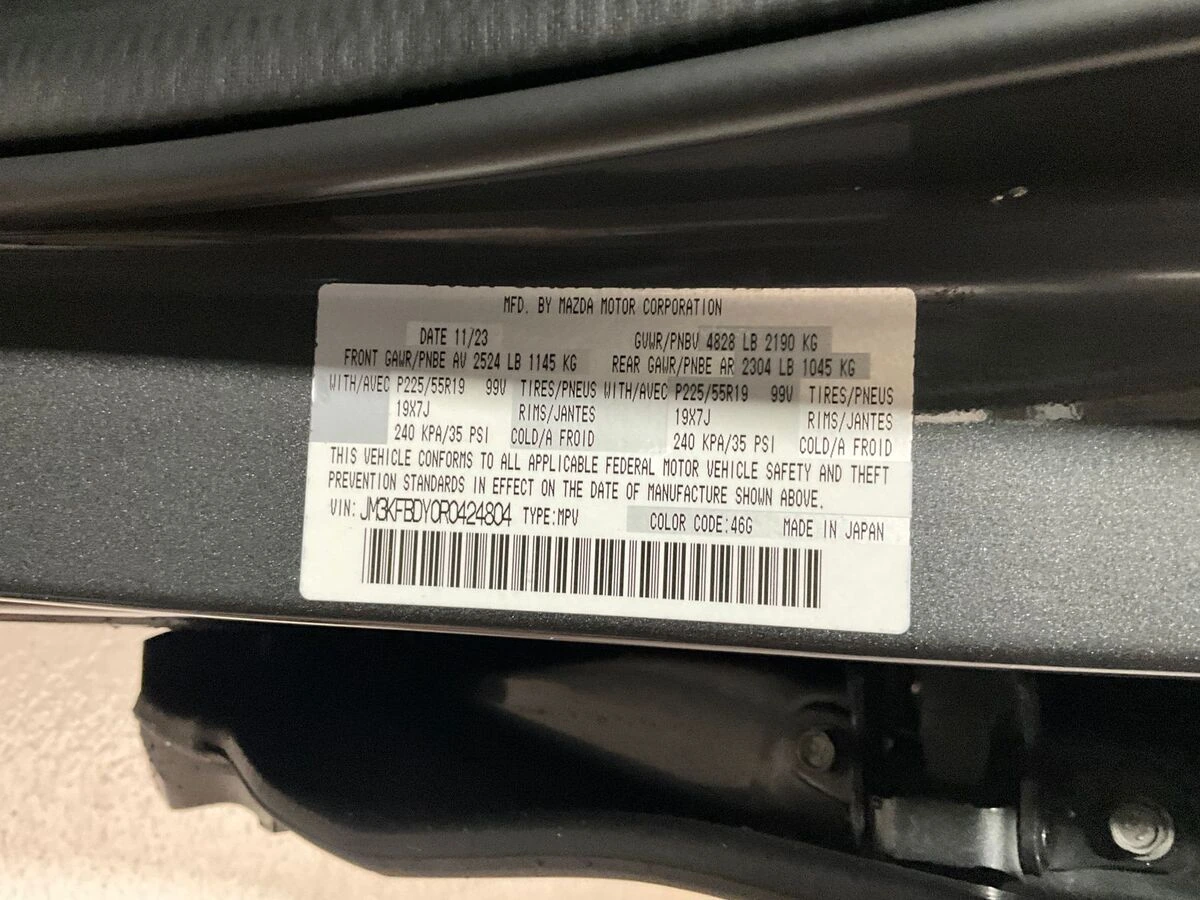 MFD. BY MAZDA MOTOR CORPORATION
DATE 11/23 GVWR/PNBV 4828 LB 2190 KG
FRONT GAWR/PNBE AV 2524 LB 1145 KG REAR GAWR/PNBE AR 2304 LB 1045 KG
WITH/AVEC P225/55R19 99V TIRES/PNEUS WITH/AVEC P225/55R19 99V TIRES/PNEUS
19X7J RIMS/JANTES 19X7J RIMS/JANTES
240 KPA/35 PSI COLD/A FROID 240 KPA/35 PSI COLD/A FROID
THIS VEHICLE CONFORMS TO ALL APPLICABLE FEDERAL MOTOR VEHICLE SAFETY AND THEFT
PREVENTION STANDARDS IN EFFECT ON THE DATE OF MANUFACTURE SHOWN ABOVE.
VIN: JM3KFBDY0R0424804 TYPE:MPV COLOR CODE:46G MADE IN JAPAN